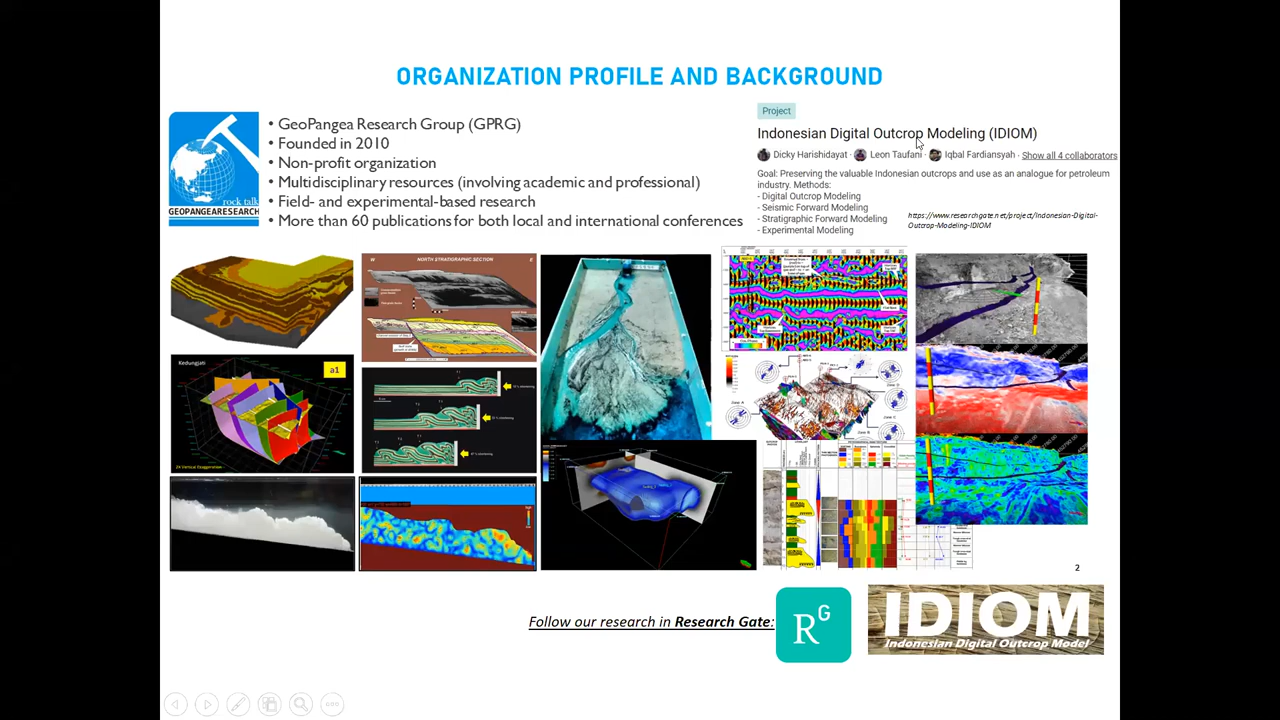 ORGANIZATION PROFILE AND BACKGROUND
rock talk
GEOPANGEARESEARCH
• GeoPangea Research Group (GPRG)
• Founded in 2010
• Non-profit organization
• Multidisciplinary resources (involving academic and professional)
• Field- and experimental-based research
• More than 60 publications for both local and international conferences
Project
Indonesian Digital Outcrop Modeling (IDIOM)
Dicky Harishidayat · Leon Taufani · Iqbal Fardiansyah · Show all 4 collaborators
Goal: Preserving the valuable Indonesian outcrops and use as an analogue for petroleum
industry. Methods:
- Digital Outcrop Modeling
- Seismic Forward Modeling
- Stratigraphic Forward Modeling
- Experimental Modeling
https://www.researchgate.net/project/Indonesian-Digital-
Outcrop-Modeling-IDIOM
W NORTH STRATIGRAPHIC SECTION E
Kedungjati
a1
2
Follow our research in Research Gate:
RG
IDIOM
Indonesian Digital Outcrop Model